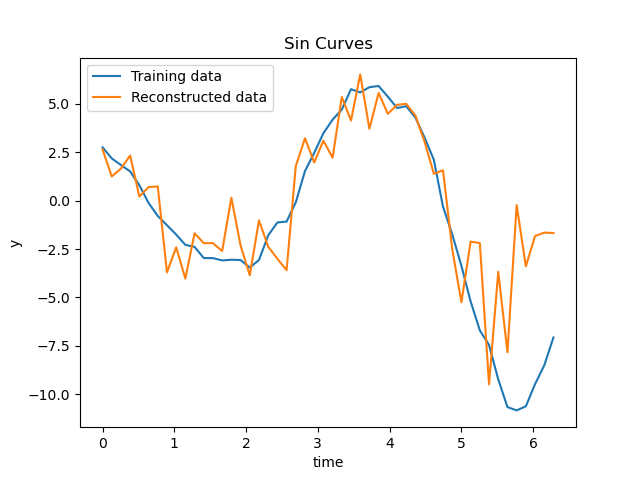 Sin Curves
Training data
Reconstructed data
5.0
2.5
0.0
−2.5
−5.0
−7.5
−10.0
y
0 1 2 3 4 5 6
time